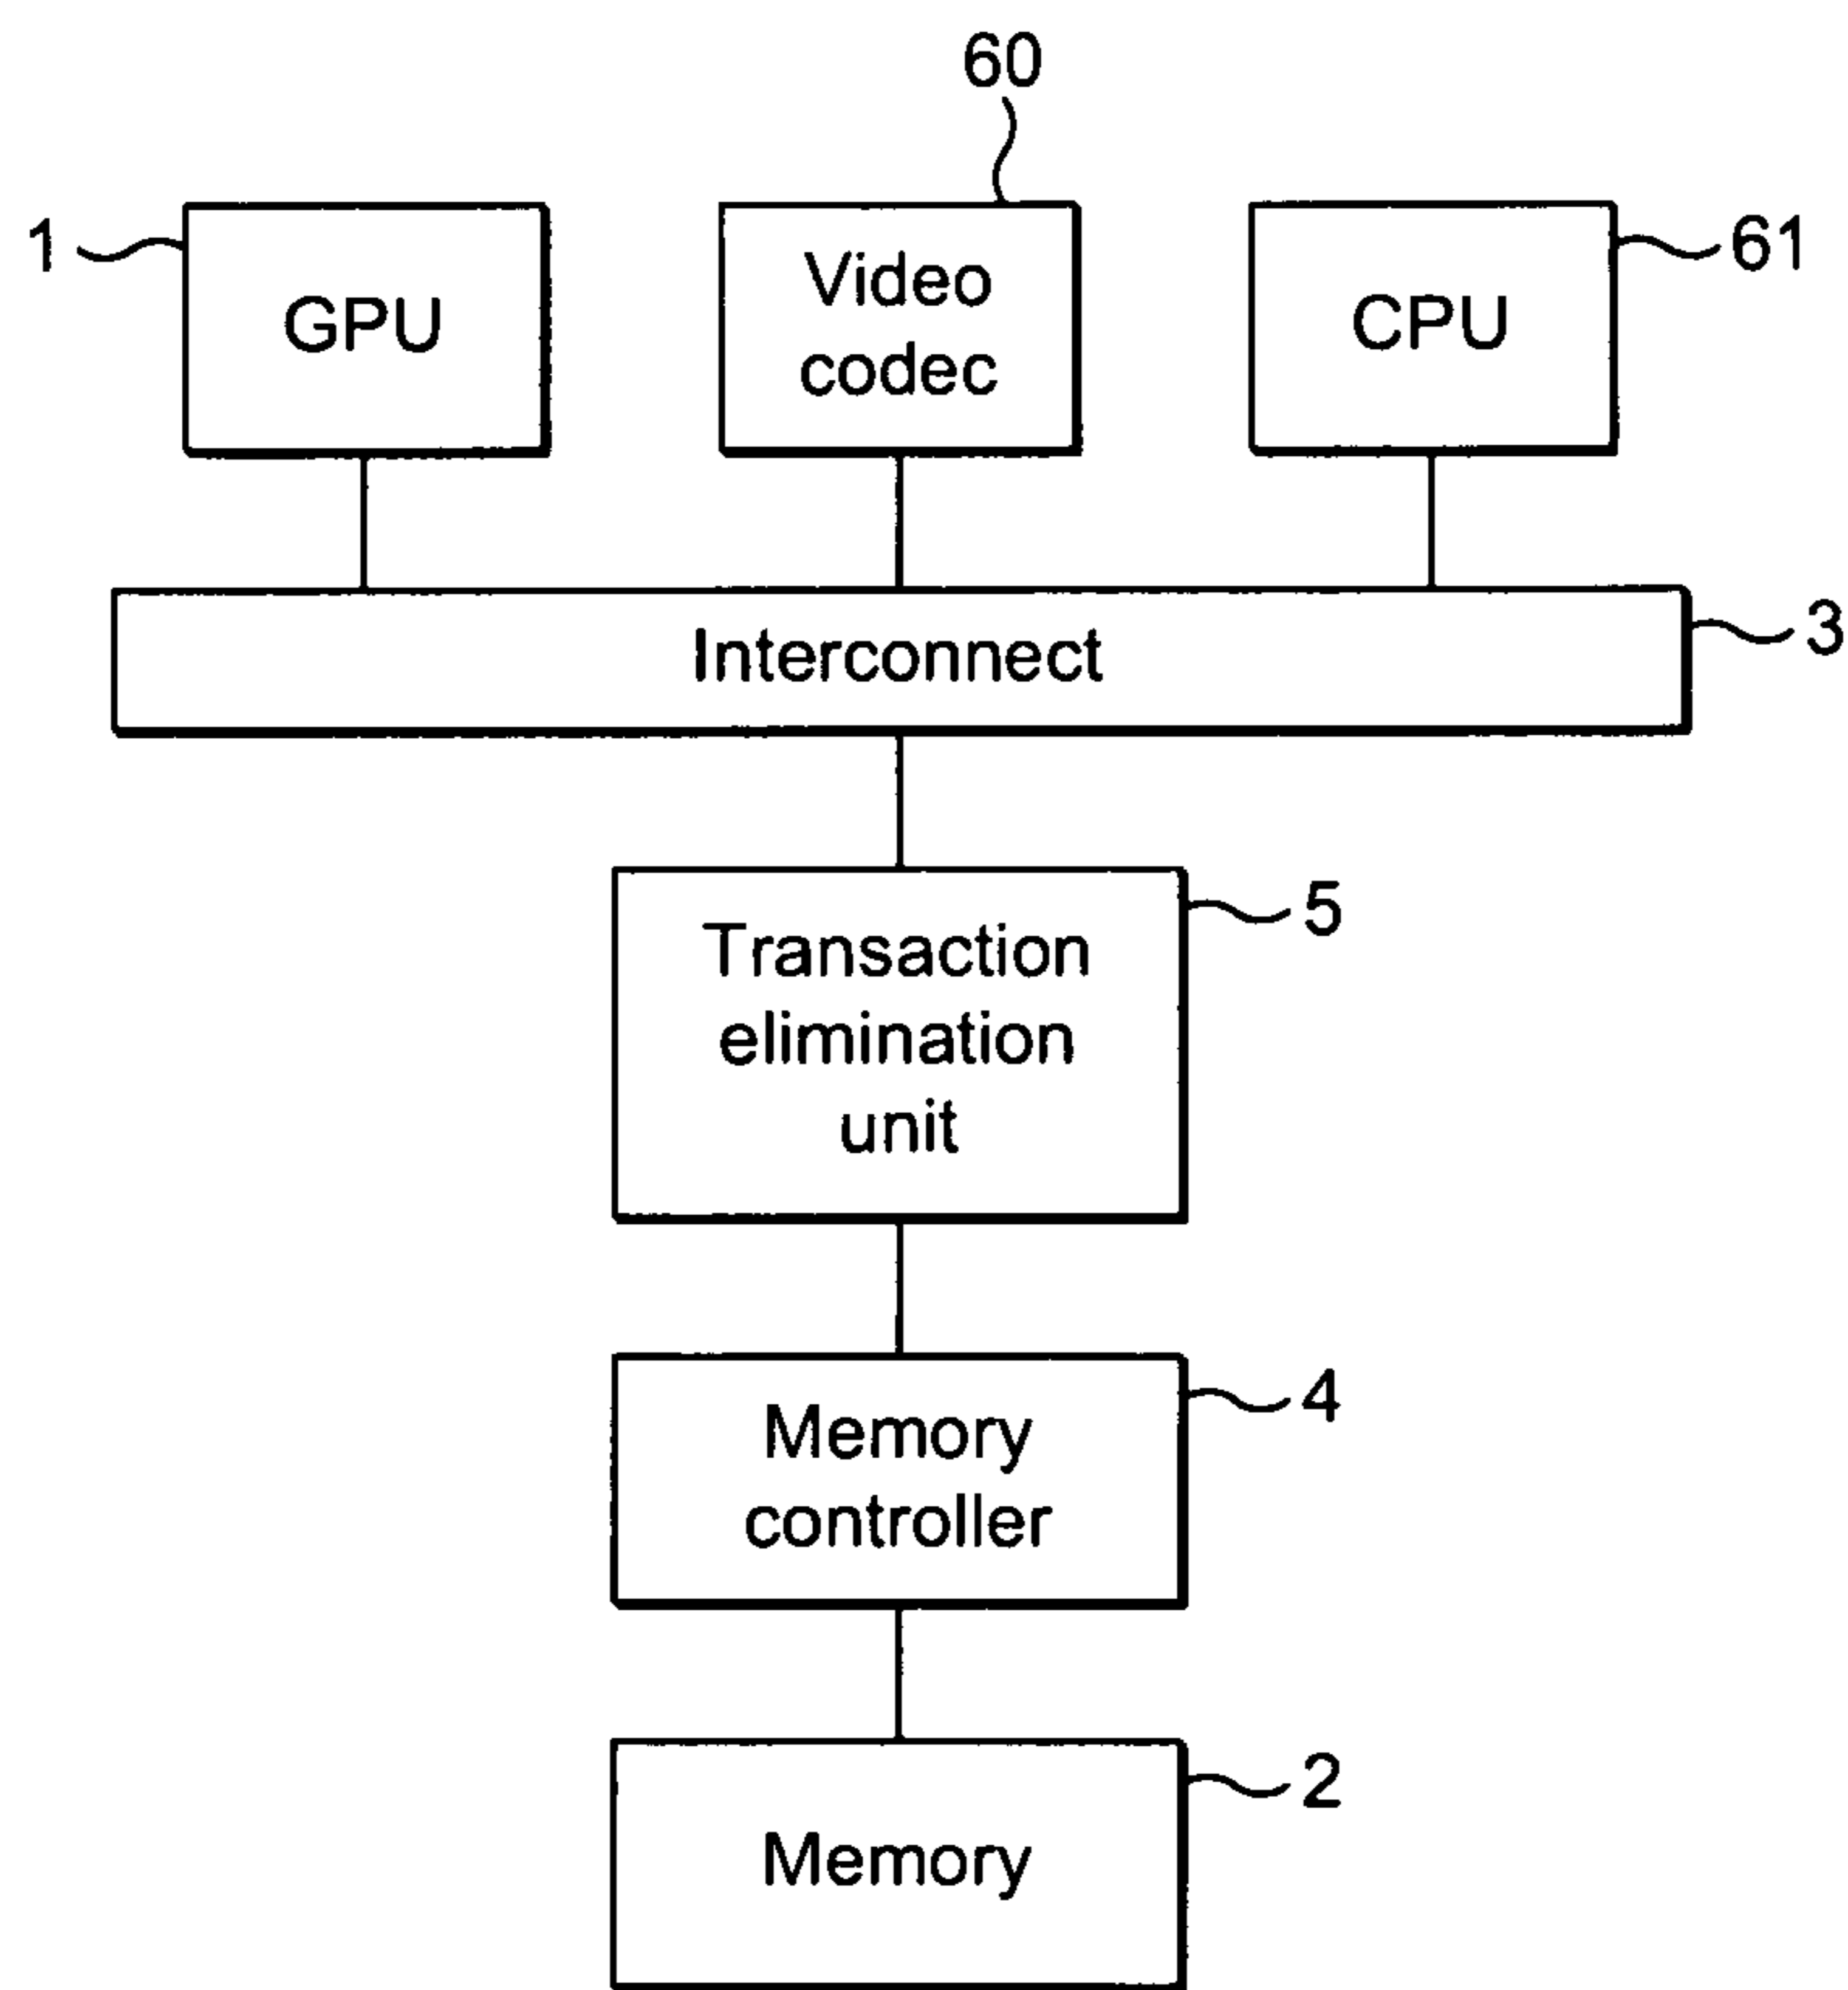 60
1
GPU
Video
codec
CPU
61
Interconnect
3
Transaction
elimination
unit
5
Memory
controller
4
Memory
2